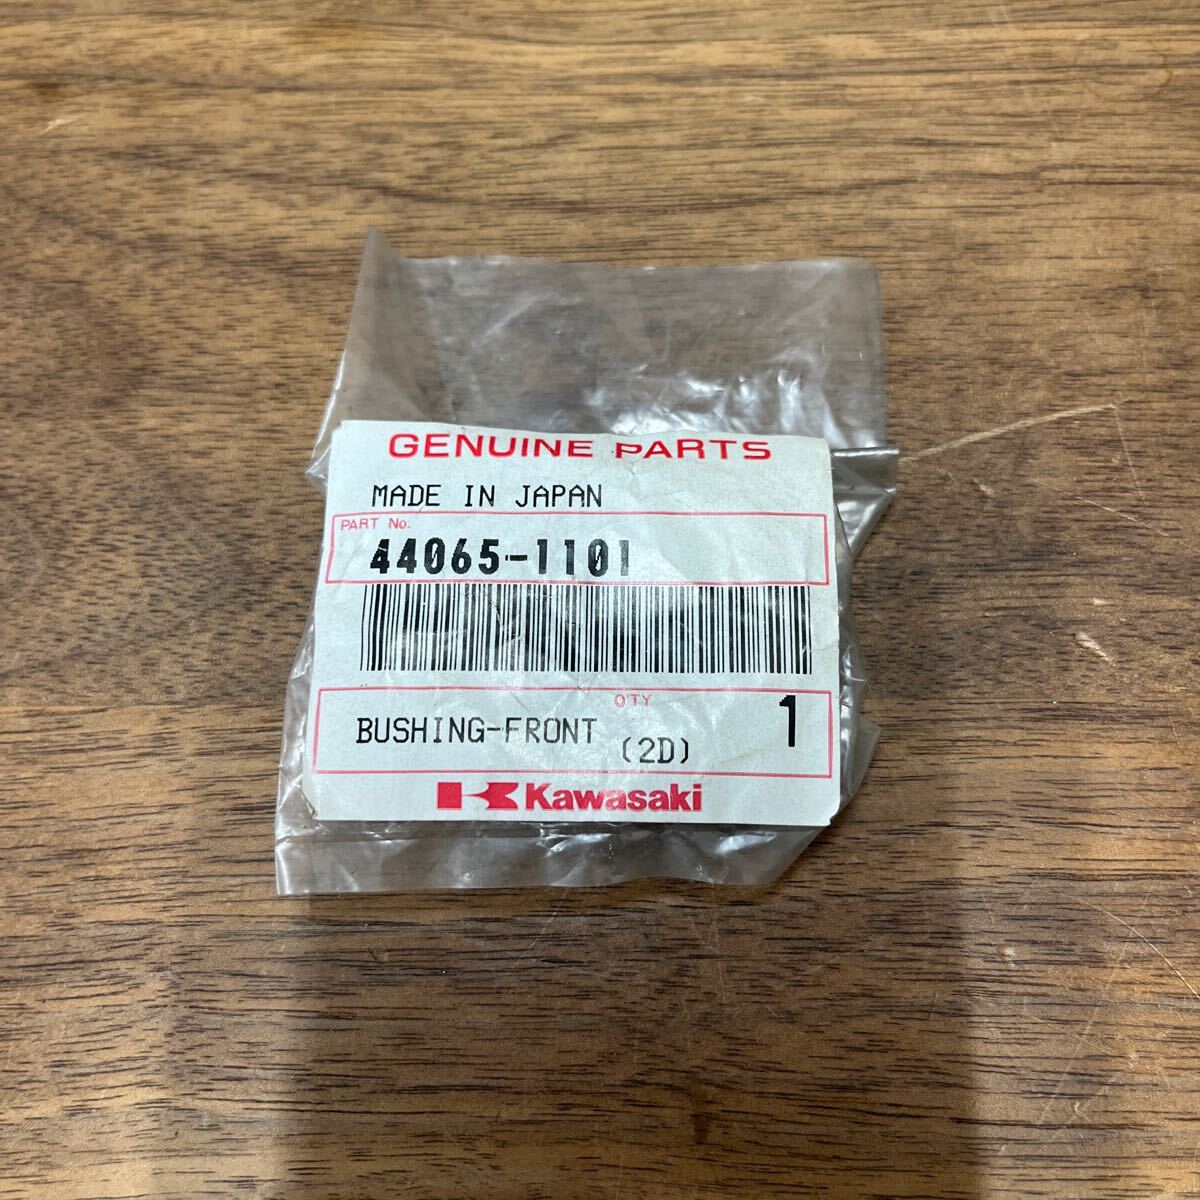 GENUINE PARTS
MADE IN JAPAN
PART No.
44065-1101
Q'TY
BUSHING-FRONT (2D) 1
Kawasaki